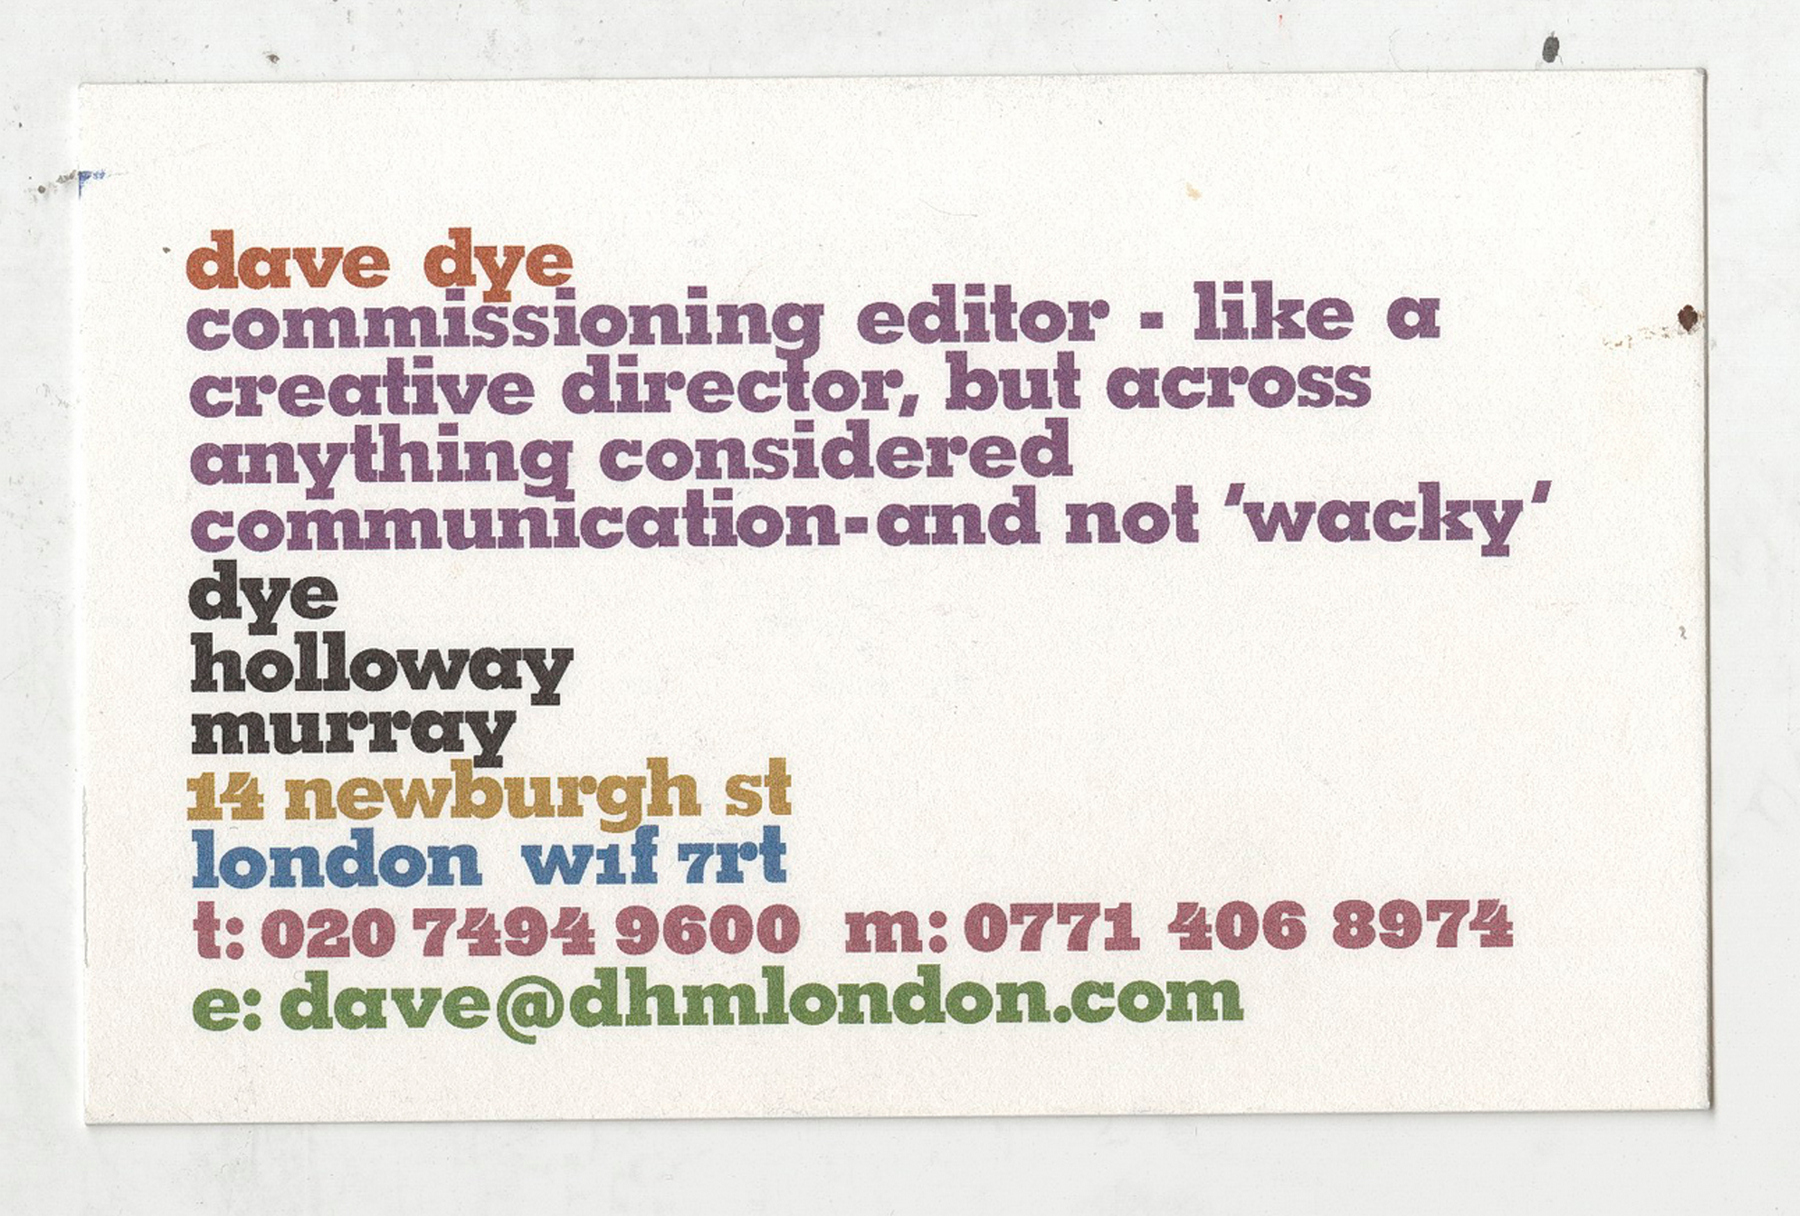 dave dye
commissioning editor - like a
creative director, but across
anything considered
communication-and not 'wacky'
dye
holloway
murray
14 newburgh st
london w1f 7rt
t: 020 7494 9600 m: 0771 406 8974
e: dave@dhmlondon.com